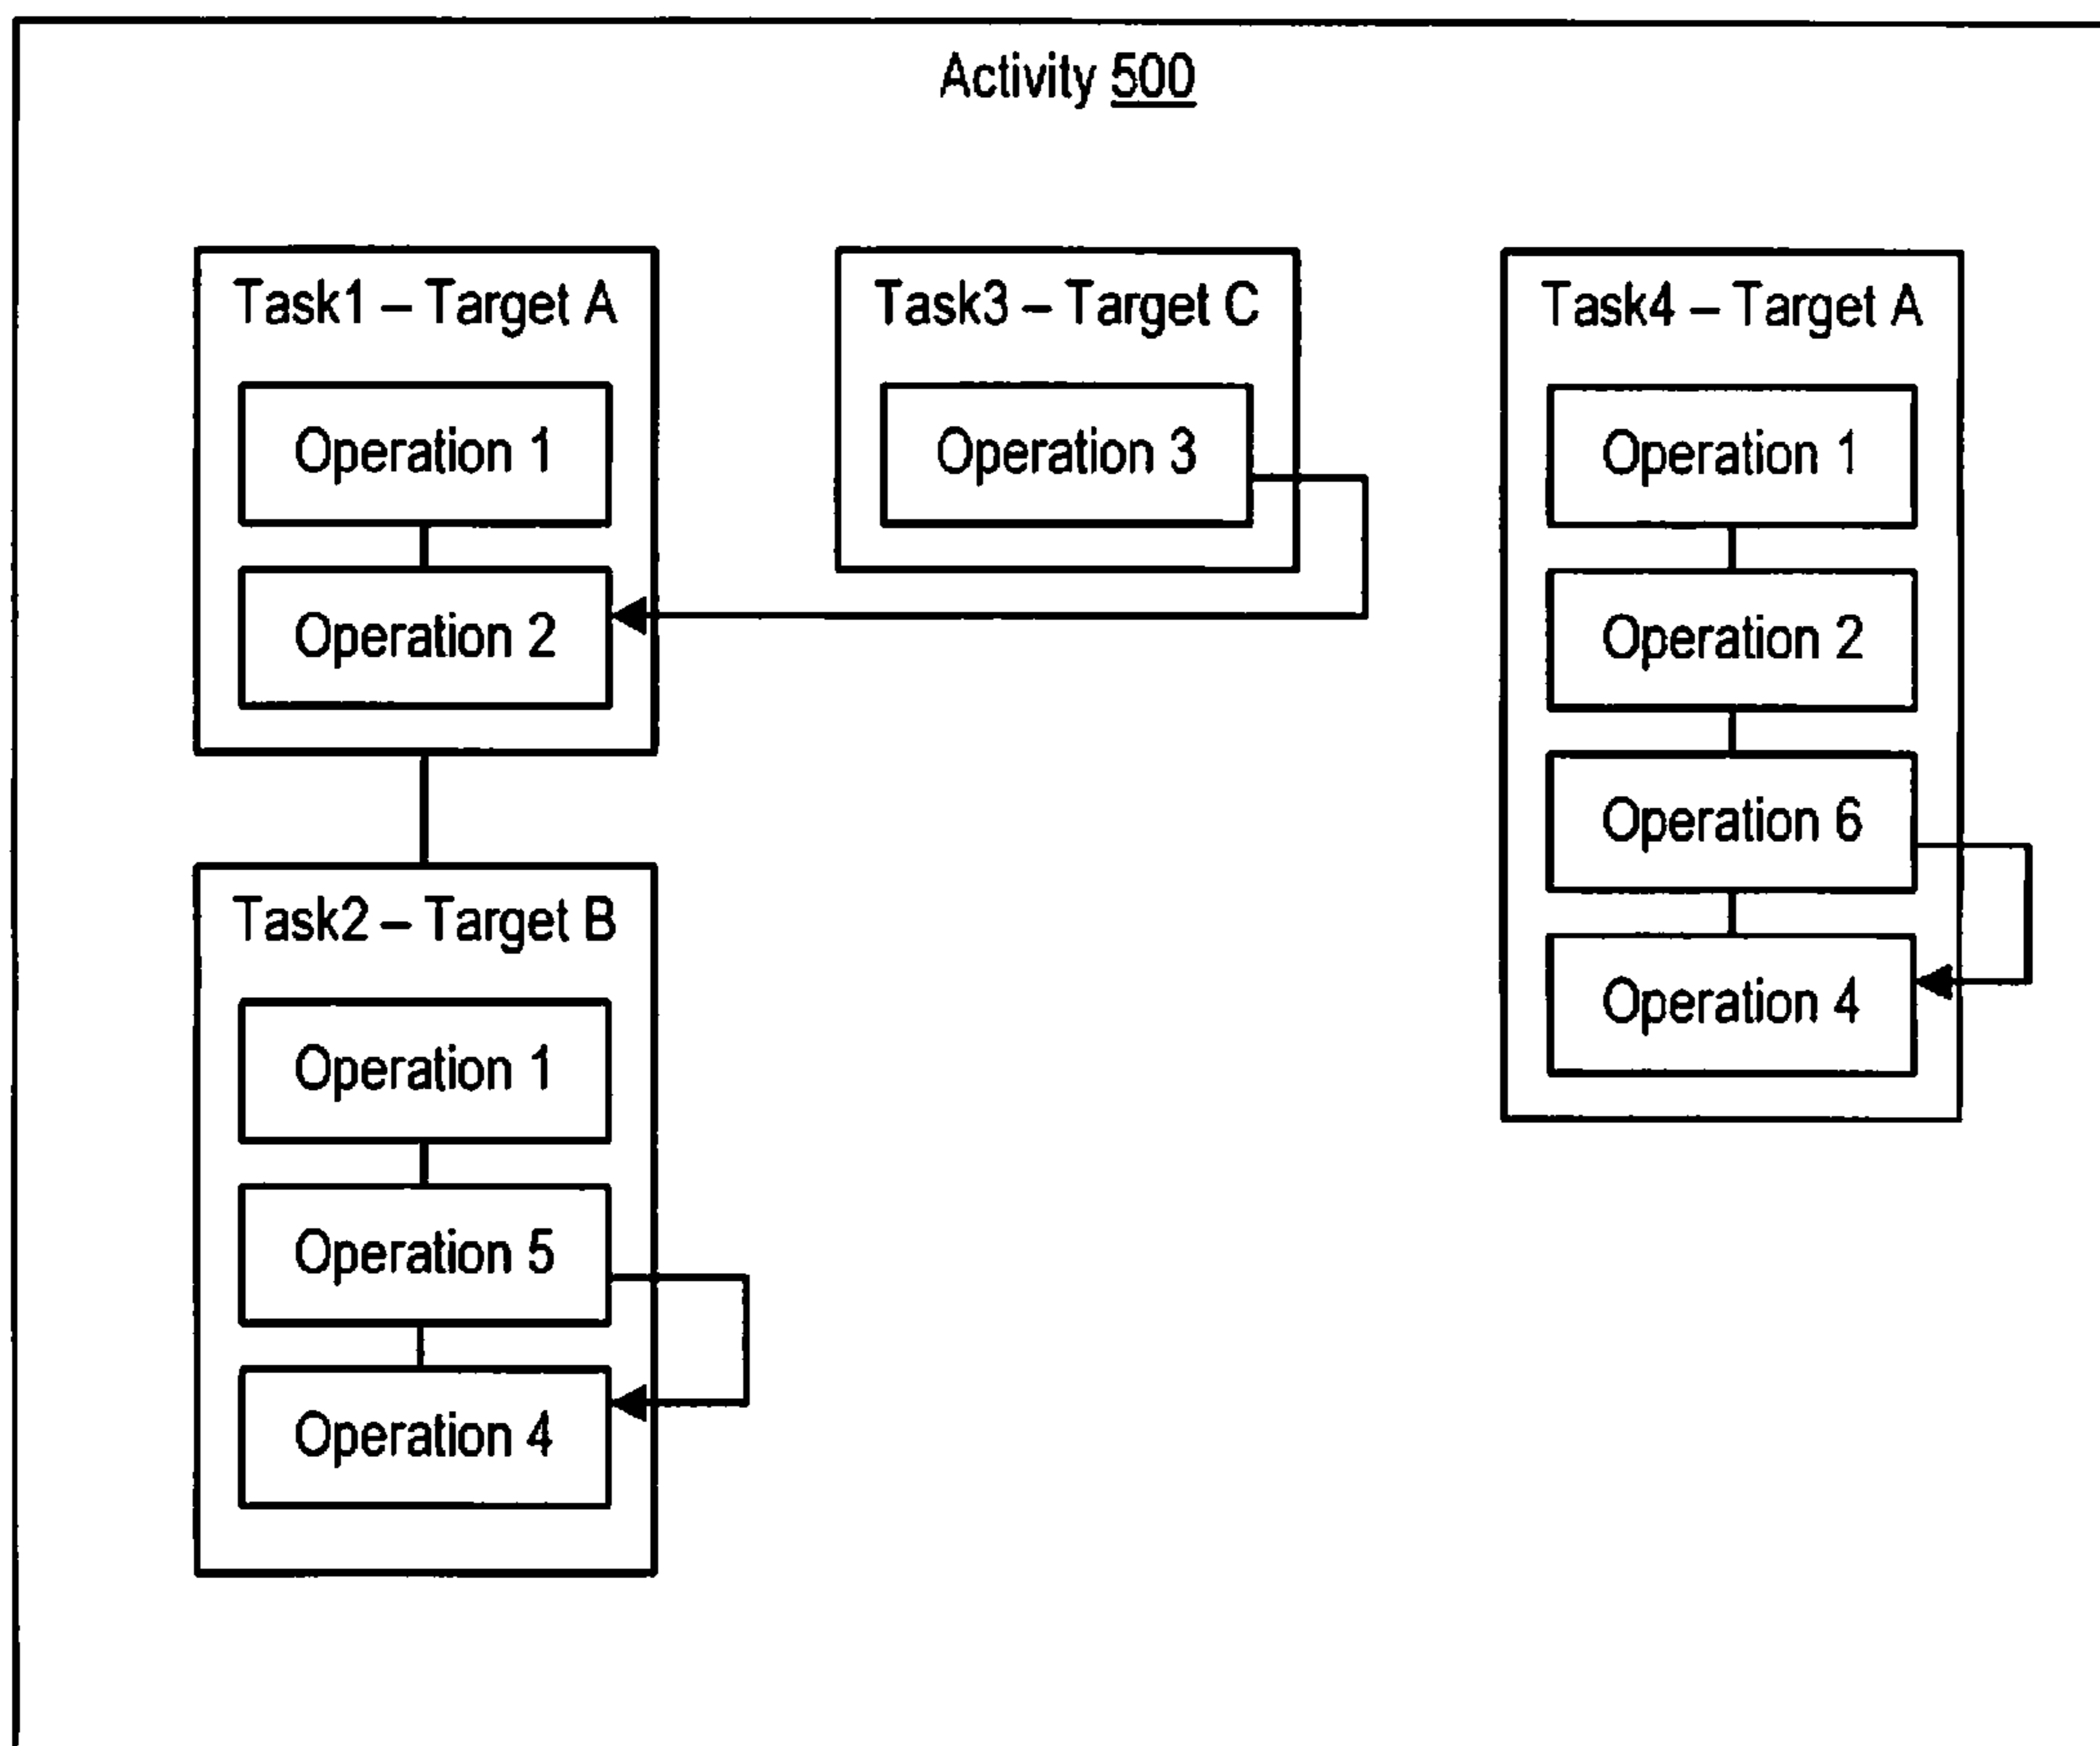 Activity 500
Task1 – Target A
Operation 1
Operation 2
Task3 – Target C
Operation 3
Task4 – Target A
Operation 1
Operation 2
Operation 6
Operation 4
Task2 – Target B
Operation 1
Operation 5
Operation 4